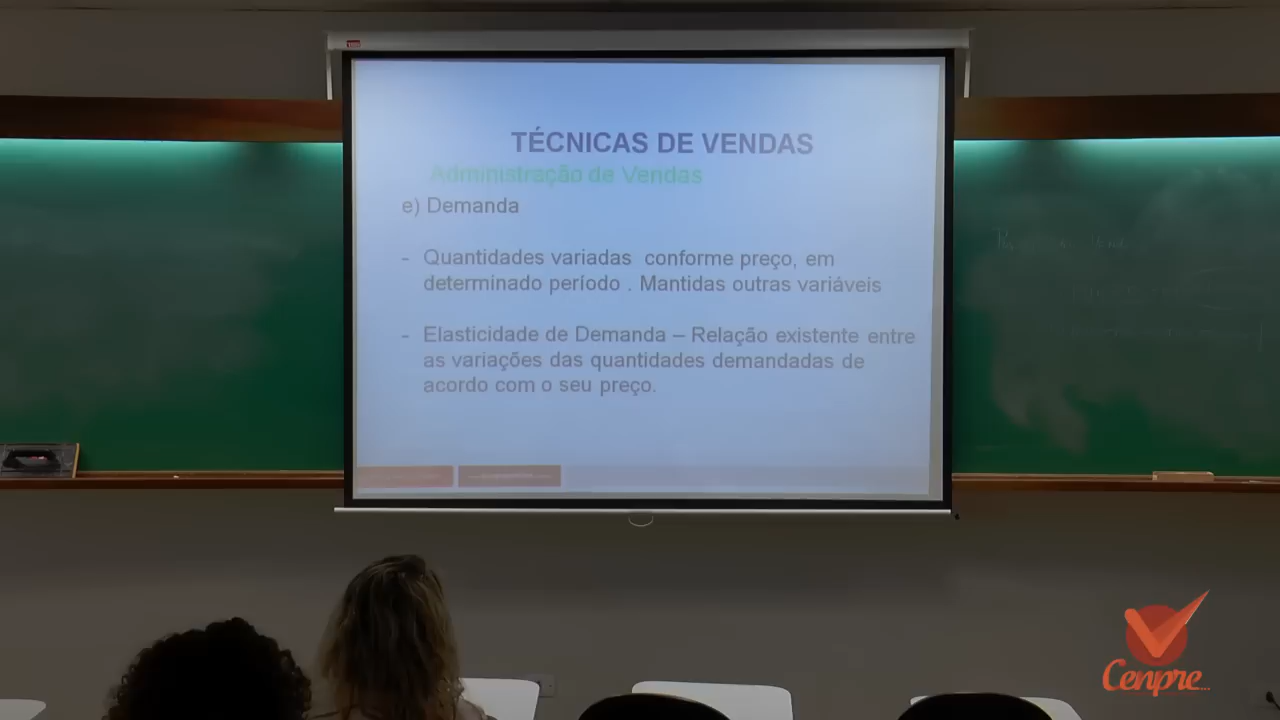 TÉCNICAS DE VENDAS
Administração de Vendas
e) Demanda
- Quantidades variadas conforme preço, em
determinado período . Mantidas outras variáveis
- Elasticidade de Demanda – Relação existente entre
as variações das quantidades demandadas de
acordo com o seu preço.
Cenpre...